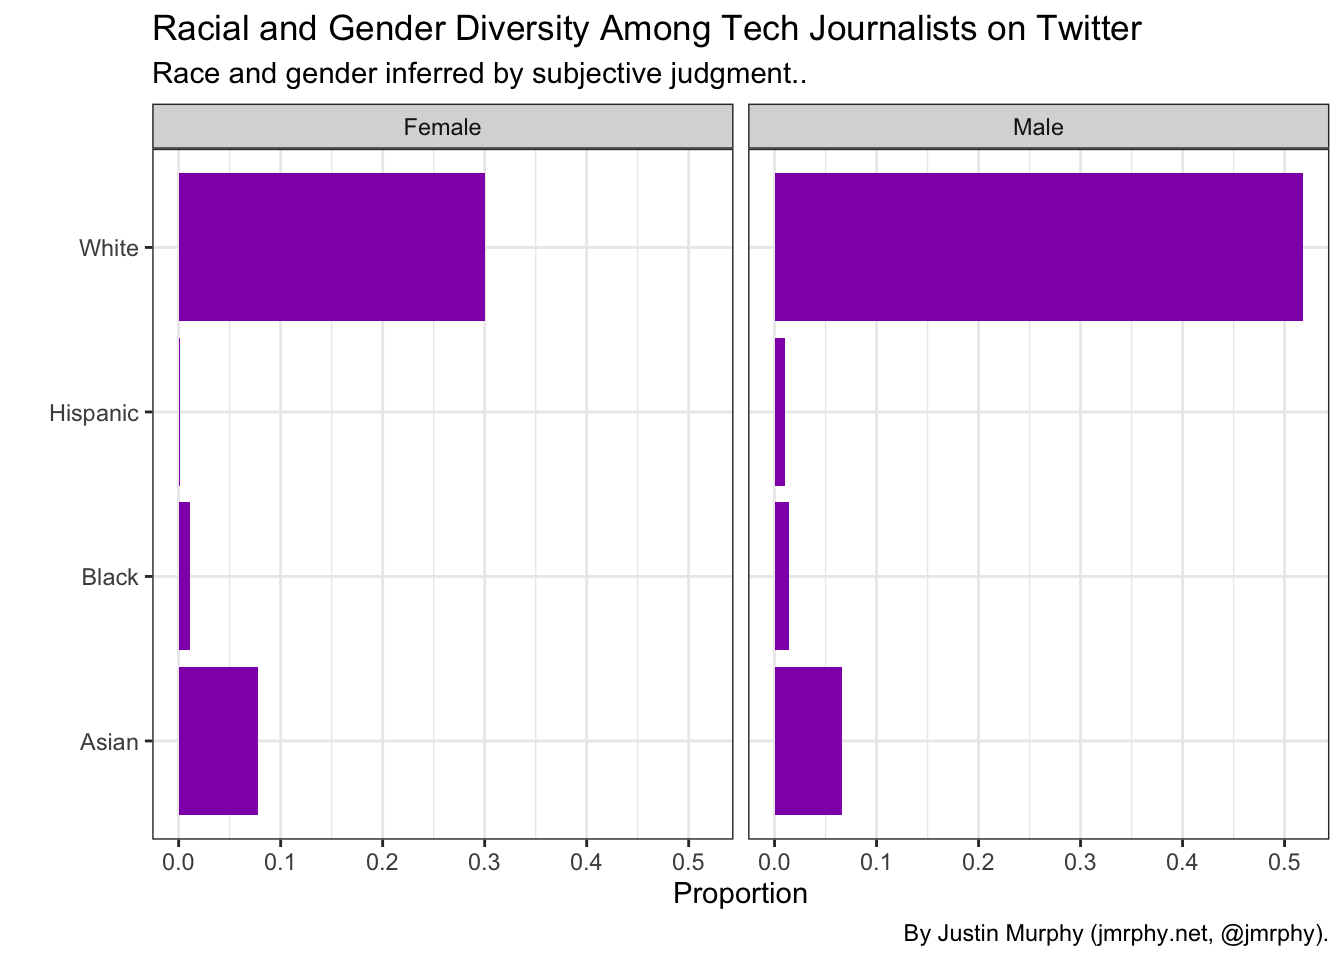 Racial and Gender Diversity Among Tech Journalists on Twitter
Race and gender inferred by subjective judgment..
Female
Male
White
Hispanic
Black
Asian
0.0 0.1 0.2 0.3 0.4 0.5
0.0 0.1 0.2 0.3 0.4 0.5
Proportion
By Justin Murphy (jmrphy.net, @jmrphy).